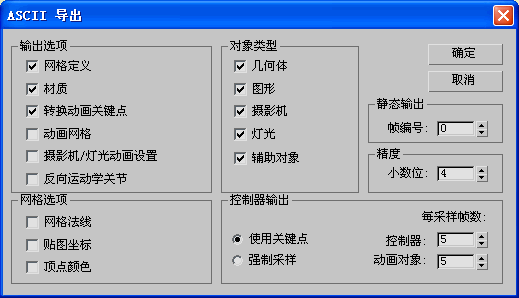 ASCII 导出
输出选项
网格定义
材质
转换动画关键点
动画网格
摄影机/灯光动画设置
反向运动学关节
网格选项
网格法线
贴图坐标
顶点颜色
对象类型
几何体
图形
摄影机
灯光
辅助对象
控制器输出
使用关键点
强制采样
每采样帧数:
控制器: 5
动画对象: 5
确定
取消
静态输出
帧编号: 0
精度
小数位: 4